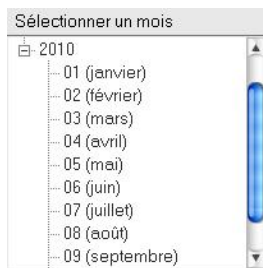 Sélectionner un mois
2010
01 (janvier)
02 (février)
03 (mars)
04 (avril)
05 (mai)
06 (juin)
07 (juillet)
08 (août)
09 (septembre)